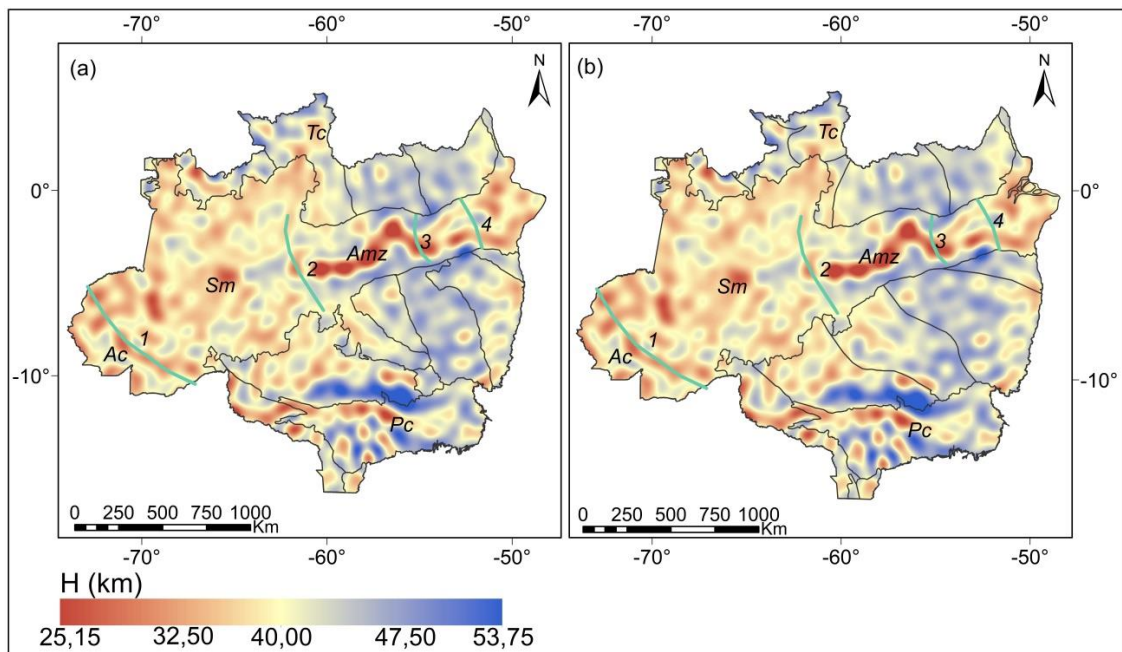 -70° -60° -50° -70° -60° -50°
(a) N (b) N
Tc Tc
0° 0°
4 4
3 3
Amz Amz
2 2
Sm Sm
1 1
Ac Ac
-10° -10°
Pc Pc
0 250 500 750 1000 Km 0 250 500 750 1000 Km
-70° -60° -50° -70° -60° -50°
H (km)
25,15 32,50 40,00 47,50 53,75